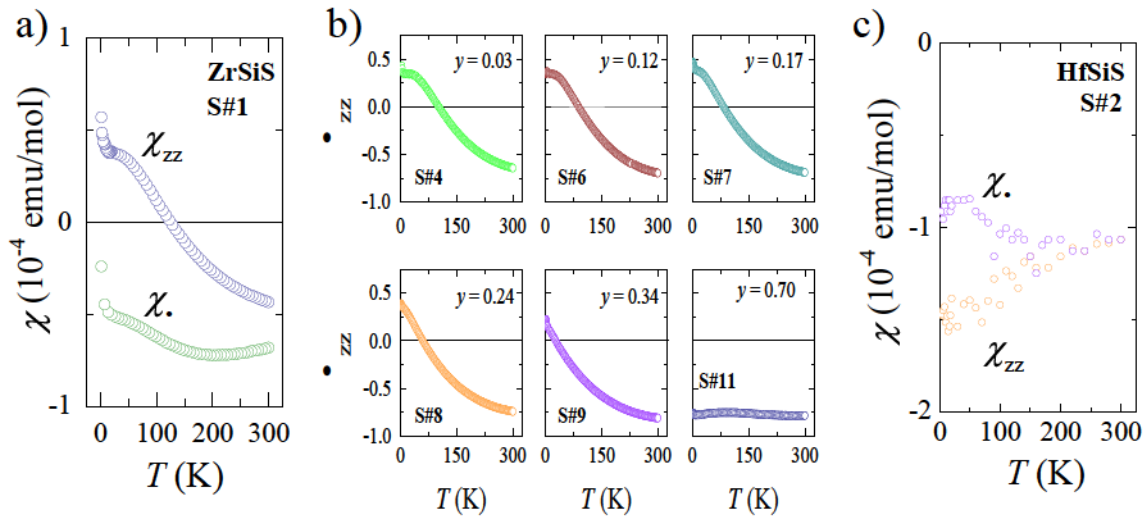 a)
1
0
-1
χ (10⁻⁴ emu/mol)
ZrSiS
S#1
χzz
χ.
0 100 200 300
T (K)
b)
0 150 300
0 150 300
0 150 300
0.5
0.0
-0.5
-1.0
• zz
y = 0.03
S#4
y = 0.12
S#6
y = 0.17
S#7
0.5
0.0
-0.5
-1.0
• zz
y = 0.24
S#8
y = 0.34
S#9
y = 0.70
S#11
0 150 300
0 150 300
0 150 300
T (K)
T (K)
T (K)
c)
0
-1
-2
χ (10⁻⁴ emu/mol)
HfSiS
S#2
χ.
χzz
0 100 200 300
T (K)